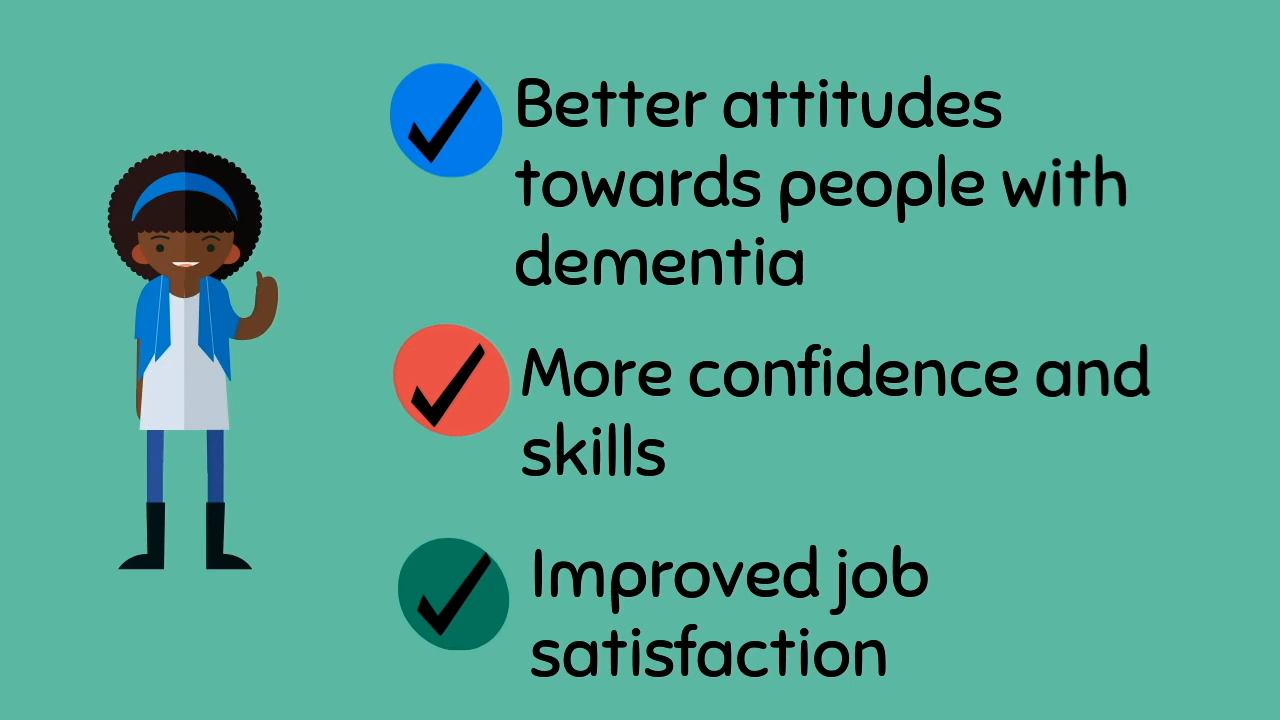 Better attitudes
towards people with
dementia
More confidence and
skills
Improved job
satisfaction